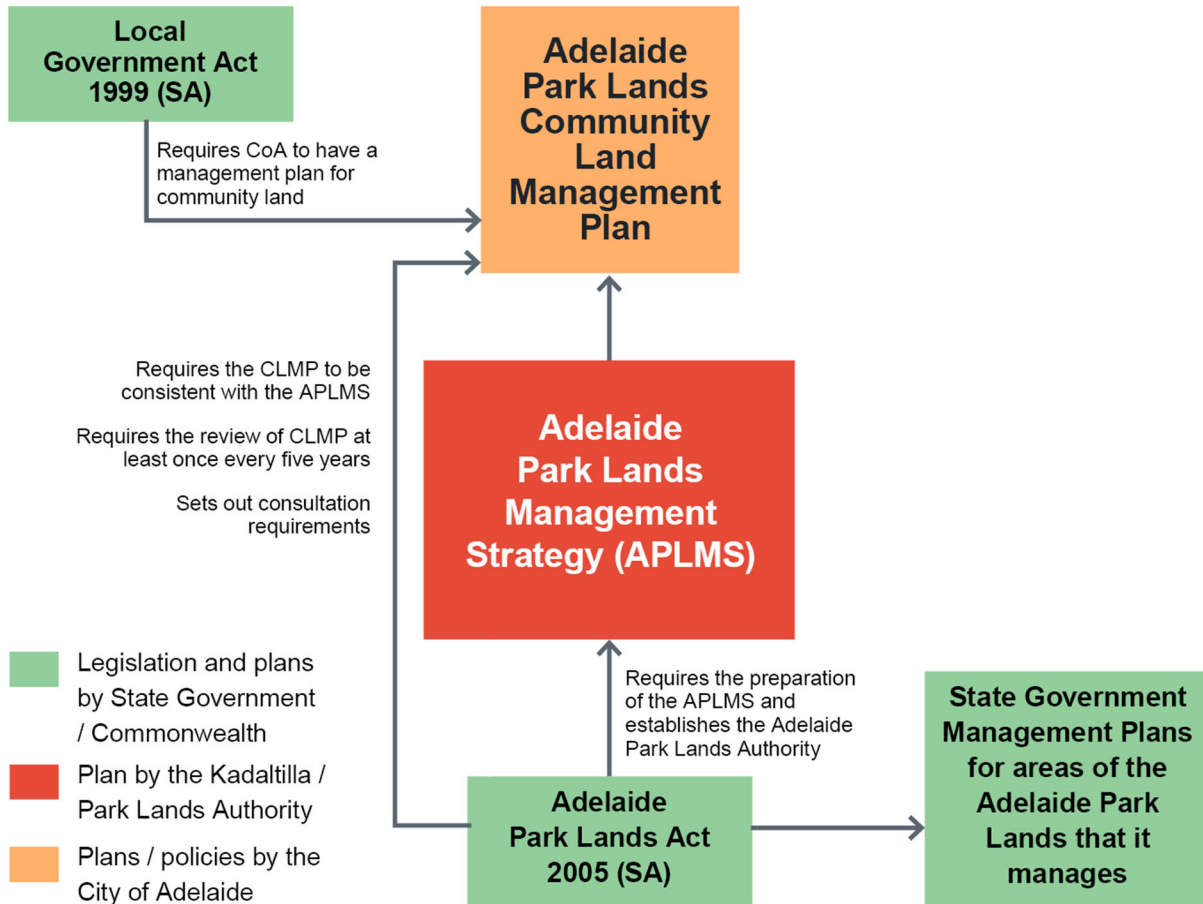 Local
Government Act
1999 (SA)
Adelaide
Park Lands
Community
Land
Management
Plan
Requires CoA to have a
management plan for
community land
Requires the CLMP to be
consistent with the APLMS
Requires the review of CLMP at
least once every five years
Sets out consultation
requirements
Adelaide
Park Lands
Management
Strategy (APLMS)
Requires the preparation
of the APLMS and
establishes the Adelaide
Park Lands Authority
Adelaide
Park Lands Act
2005 (SA)
State Government
Management Plans
for areas of the
Adelaide Park
Lands that it
manages
Legislation and plans
by State Government
/ Commonwealth
Plan by the Kadaltilla /
Park Lands Authority
Plans / policies by the
City of Adelaide